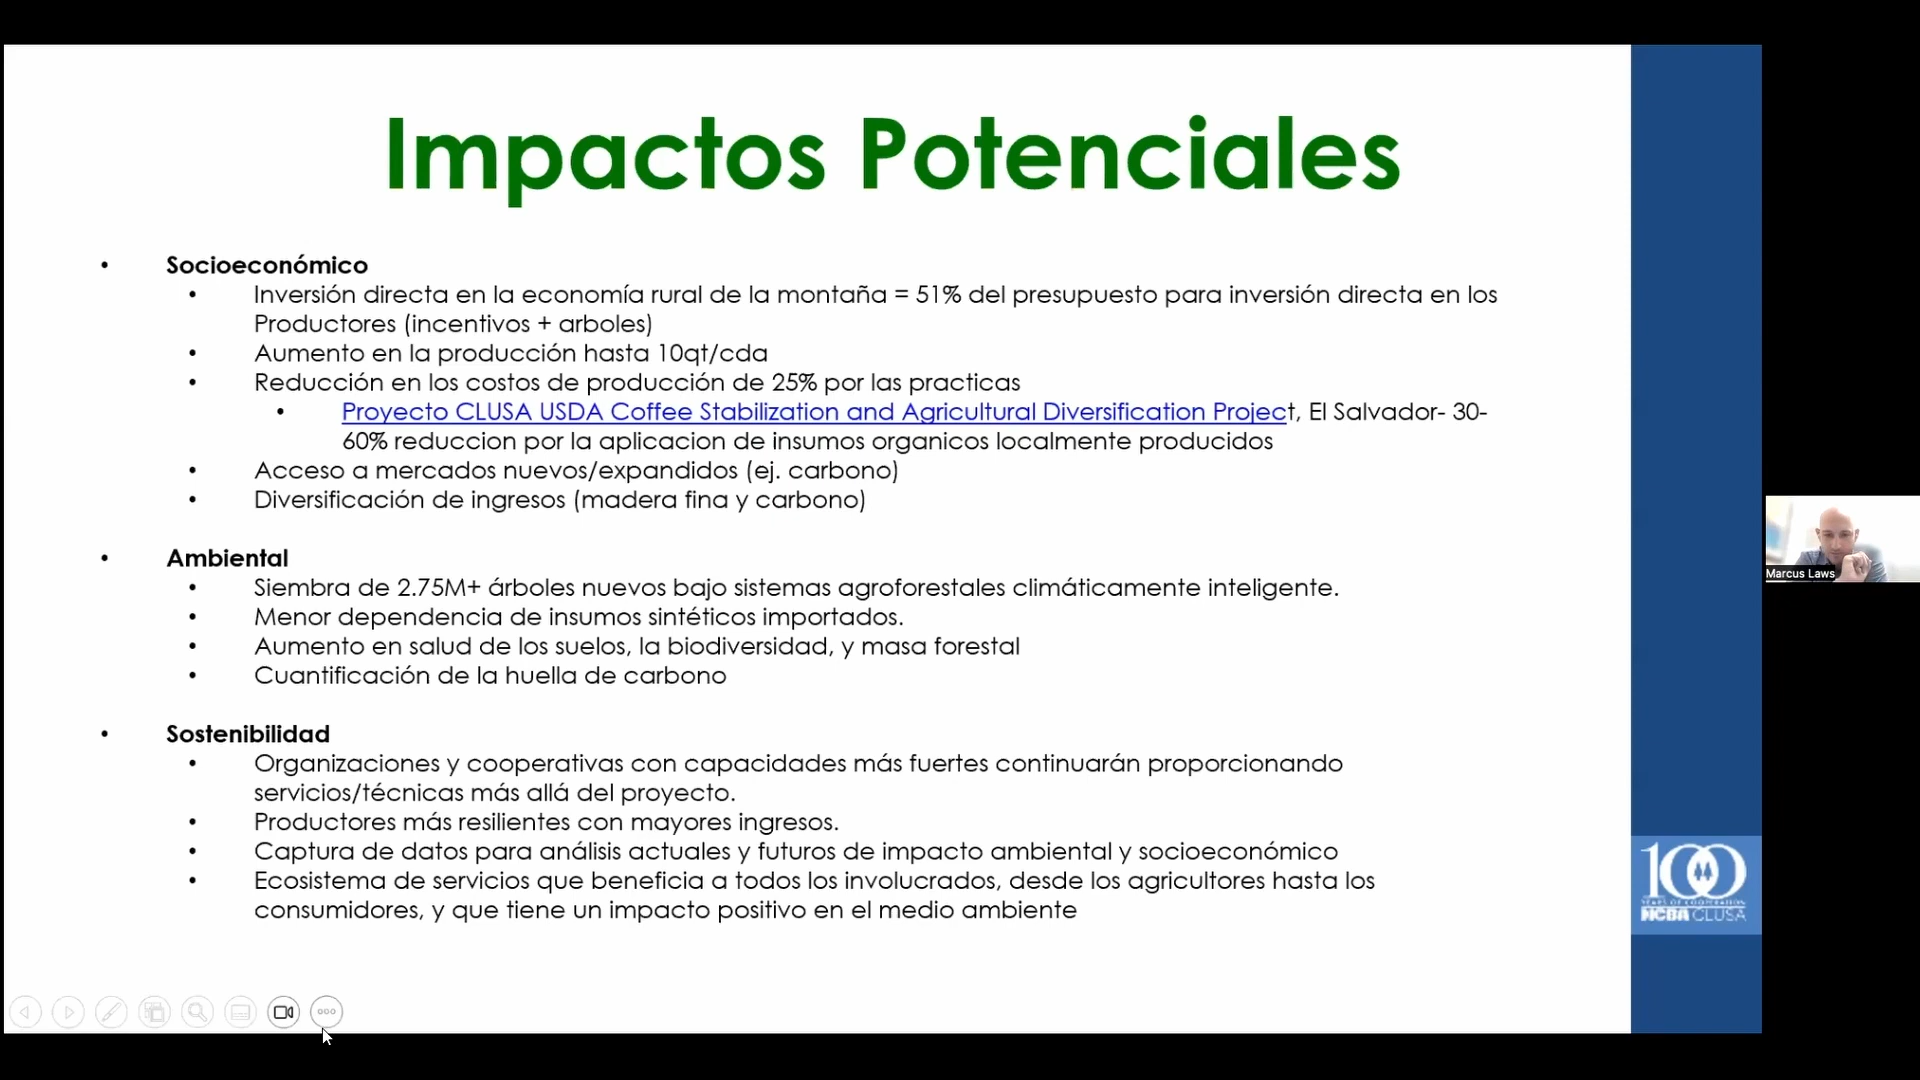 Impactos Potenciales
• Socioeconómico
• Inversión directa en la economía rural de la montaña = 51% del presupuesto para inversión directa en los
Productores (incentivos + arboles)
• Aumento en la producción hasta 10qt/cda
• Reducción en los costos de producción de 25% por las practicas
• Proyecto CLUSA USDA Coffee Stabilization and Agricultural Diversification Project, El Salvador- 30-
60% reduccion por la aplicacion de insumos organicos localmente producidos
• Acceso a mercados nuevos/expandidos (ej. carbono)
• Diversificación de ingresos (madera fina y carbono)
• Ambiental
• Siembra de 2.75M+ árboles nuevos bajo sistemas agroforestales climáticamente inteligente.
• Menor dependencia de insumos sintéticos importados.
• Aumento en salud de los suelos, la biodiversidad, y masa forestal
• Cuantificación de la huella de carbono
• Sostenibilidad
• Organizaciones y cooperativas con capacidades más fuertes continuarán proporcionando
servicios/técnicas más allá del proyecto.
• Productores más resilientes con mayores ingresos.
• Captura de datos para análisis actuales y futuros de impacto ambiental y socioeconómico
• Ecosistema de servicios que beneficia a todos los involucrados, desde los agricultores hasta los
consumidores, y que tiene un impacto positivo en el medio ambiente
Marcus Laws
100
YEARS OF COOPERATION
NCBA CLUSA